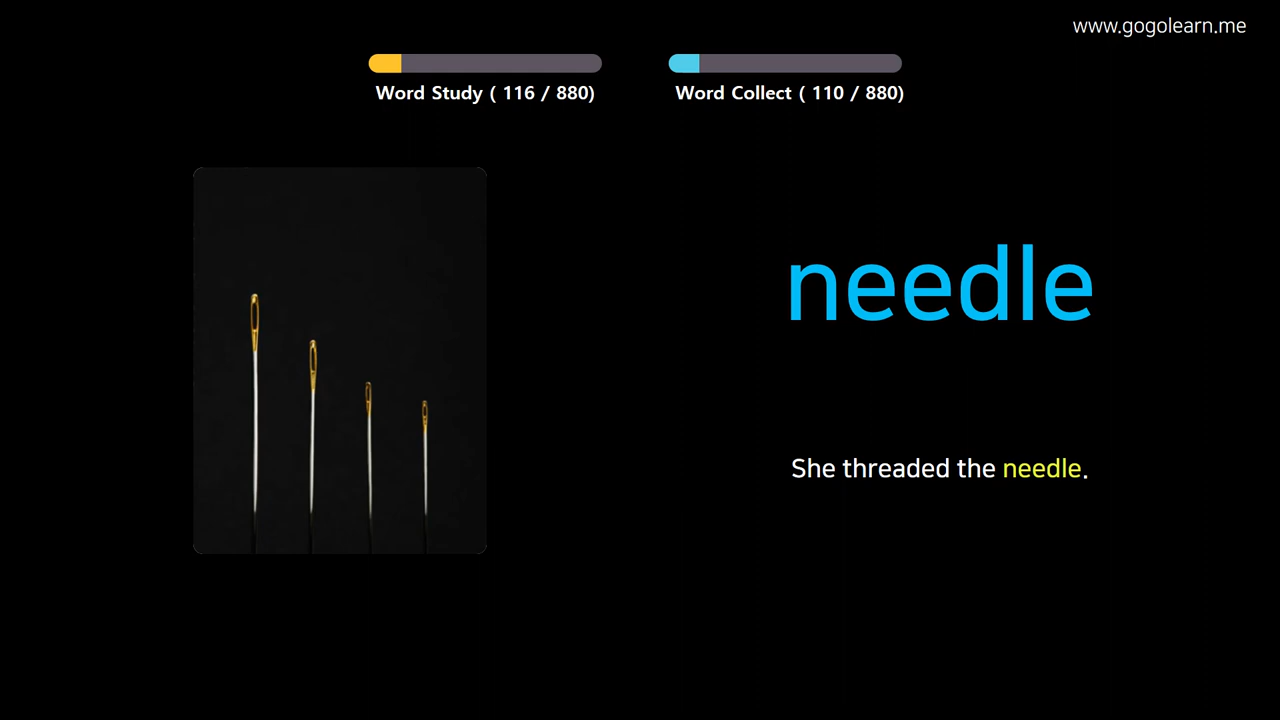 www.gogolearn.me
Word Study ( 116 / 880)
Word Collect ( 110 / 880)
needle
She threaded the needle.